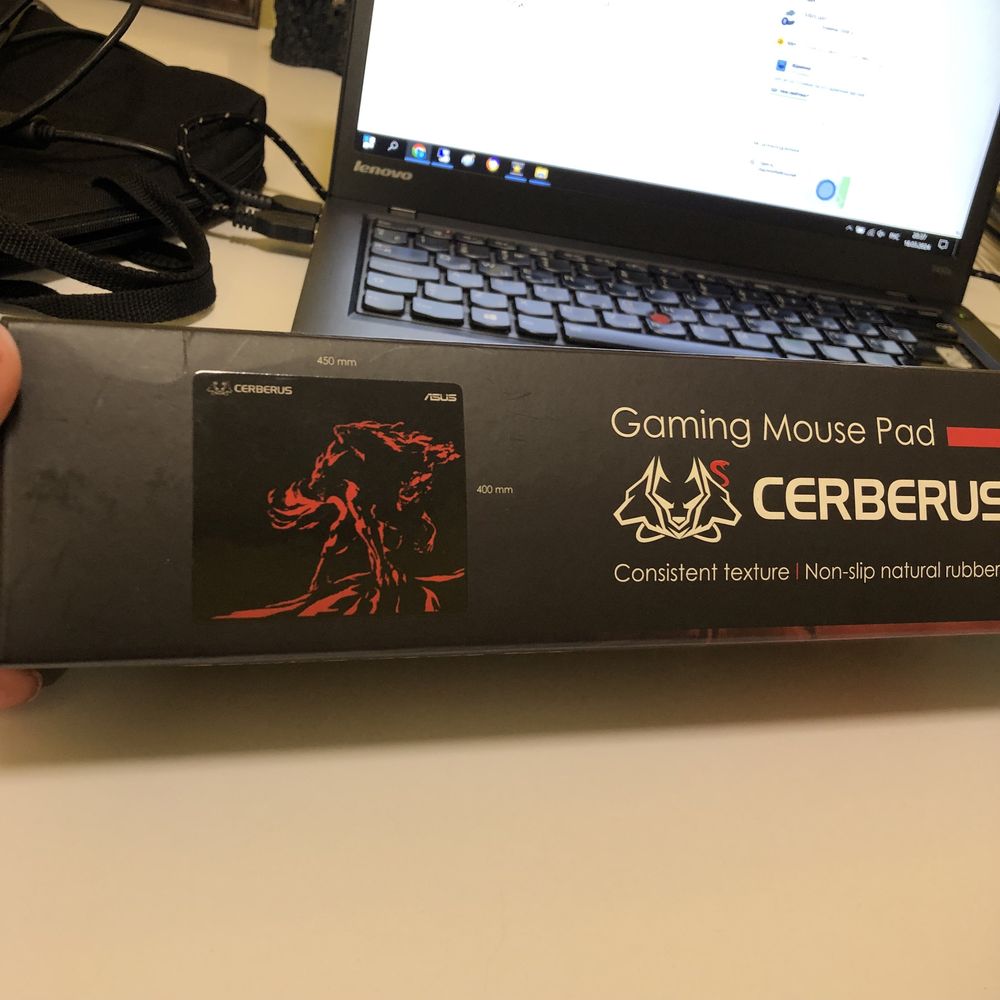 lenovo
450 mm
CERBERUS
ASUS
400 mm
Gaming Mouse Pad
S
CERBERUS
Consistent texture | Non-slip natural rubber